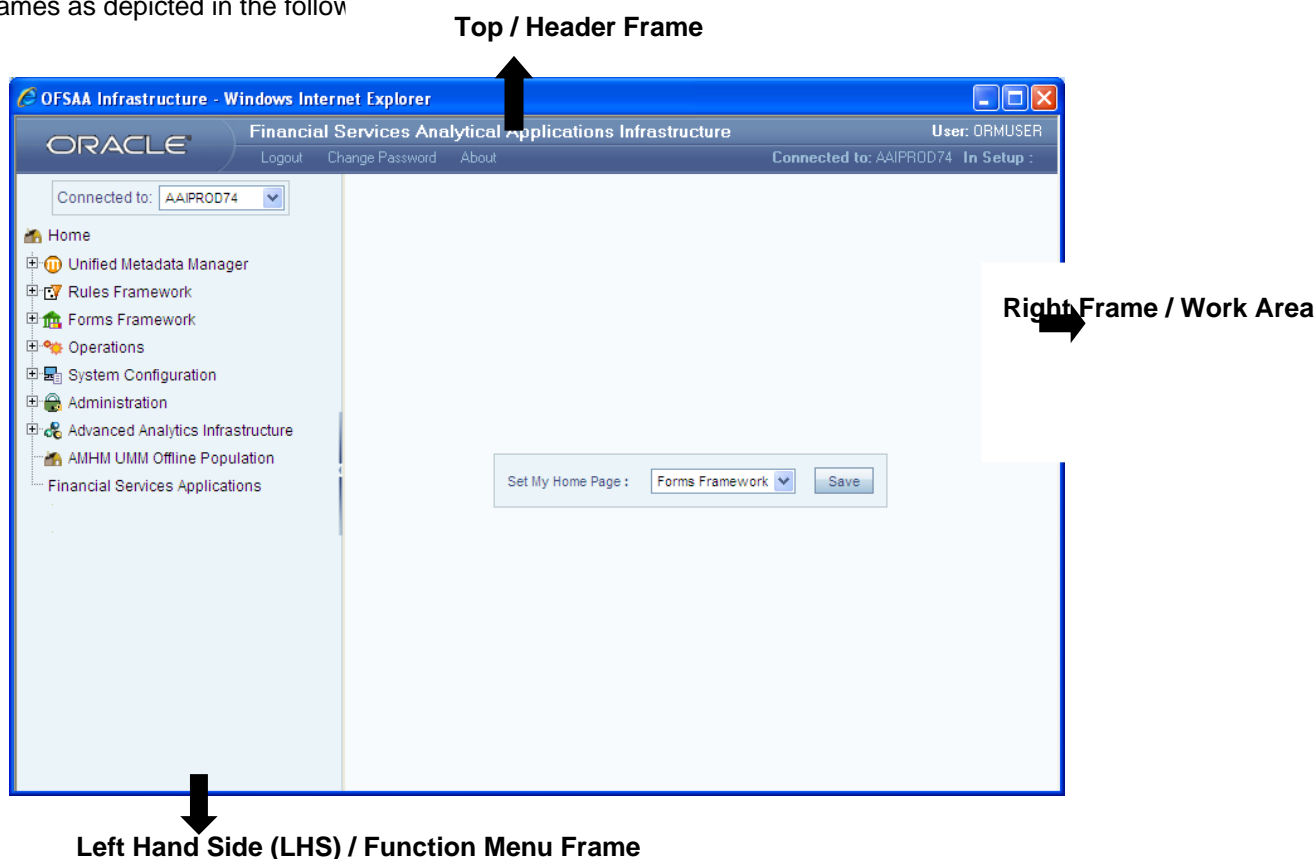 ames as depicted in the follow
Top / Header Frame
OFSAA Infrastructure - Windows Internet Explorer
ORACLE
Financial Services Analytical Applications Infrastructure
User: ORMUSER
Logout Change Password About
Connected to: AAIPROD74 In Setup :
Connected to: AAIPROD74
Home
Unified Metadata Manager
Rules Framework
Forms Framework
Operations
System Configuration
Administration
Advanced Analytics Infrastructure
AMHM UMM Offline Population
Financial Services Applications
Set My Home Page : Forms Framework Save
Right Frame / Work Area
Left Hand Side (LHS) / Function Menu Frame